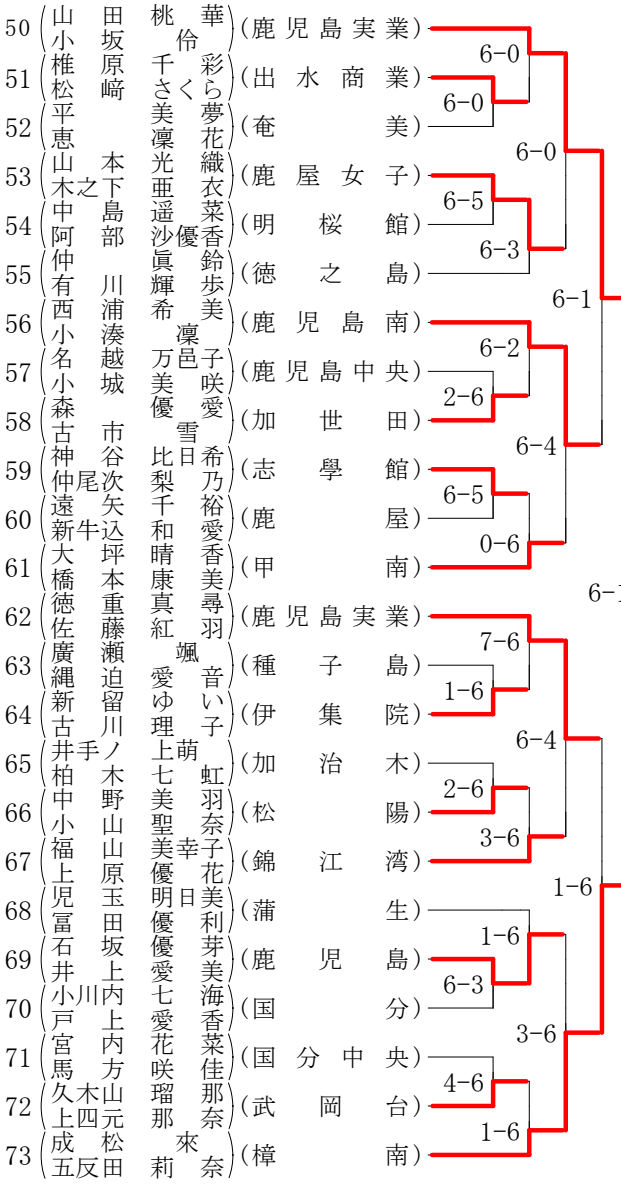 50 (山田桃華 小坂伶) (鹿児島実業)
51 (椎原千彩 松﨑さくら) (出水商業)
52 (平美夢 恵凜花) (奄美)
53 (山本光織 木之下亜衣) (鹿屋女子)
54 (中島遥菜 阿部沙優香) (明桜館)
55 (仲眞鈴 有川輝歩) (徳之島)
56 (西浦希美 小湊凜) (鹿児島南)
57 (名越万邑子 小城美咲) (鹿児島中央)
58 (森優愛 古市雪) (加世田)
59 (神谷比日希 仲尾次梨乃) (志學館)
60 (遠矢千裕 新牛込和愛) (鹿屋)
61 (大坪晴香 橋本康美) (甲南)
62 (徳重真尋 佐藤紅羽) (鹿児島実業)
63 (廣瀬颯 縄迫愛音) (種子島)
64 (新留ゆい 古川理子) (伊集院)
65 (井手ノ上萌 柏木七虹) (加治木)
66 (中野美羽 小山聖奈) (松陽)
67 (福山美幸子 上原優花) (錦江湾)
68 (児玉明日美 冨田優利) (蒲生)
69 (石坂優芽 井上愛美) (鹿児島)
70 (小川内七海 戸上愛香) (国分)
71 (宮内花菜 馬方咲佳) (国分中央)
72 (久木山瑠那 上四元那奈) (武岡台)
73 (成松來 五反田莉奈) (樟南)
6-0
6-0
6-0
6-5
6-3
6-1
6-2
2-6
6-4
6-5
0-6
6-1
7-6
1-6
6-4
2-6
3-6
1-6
1-6
6-3
3-6
4-6
1-6